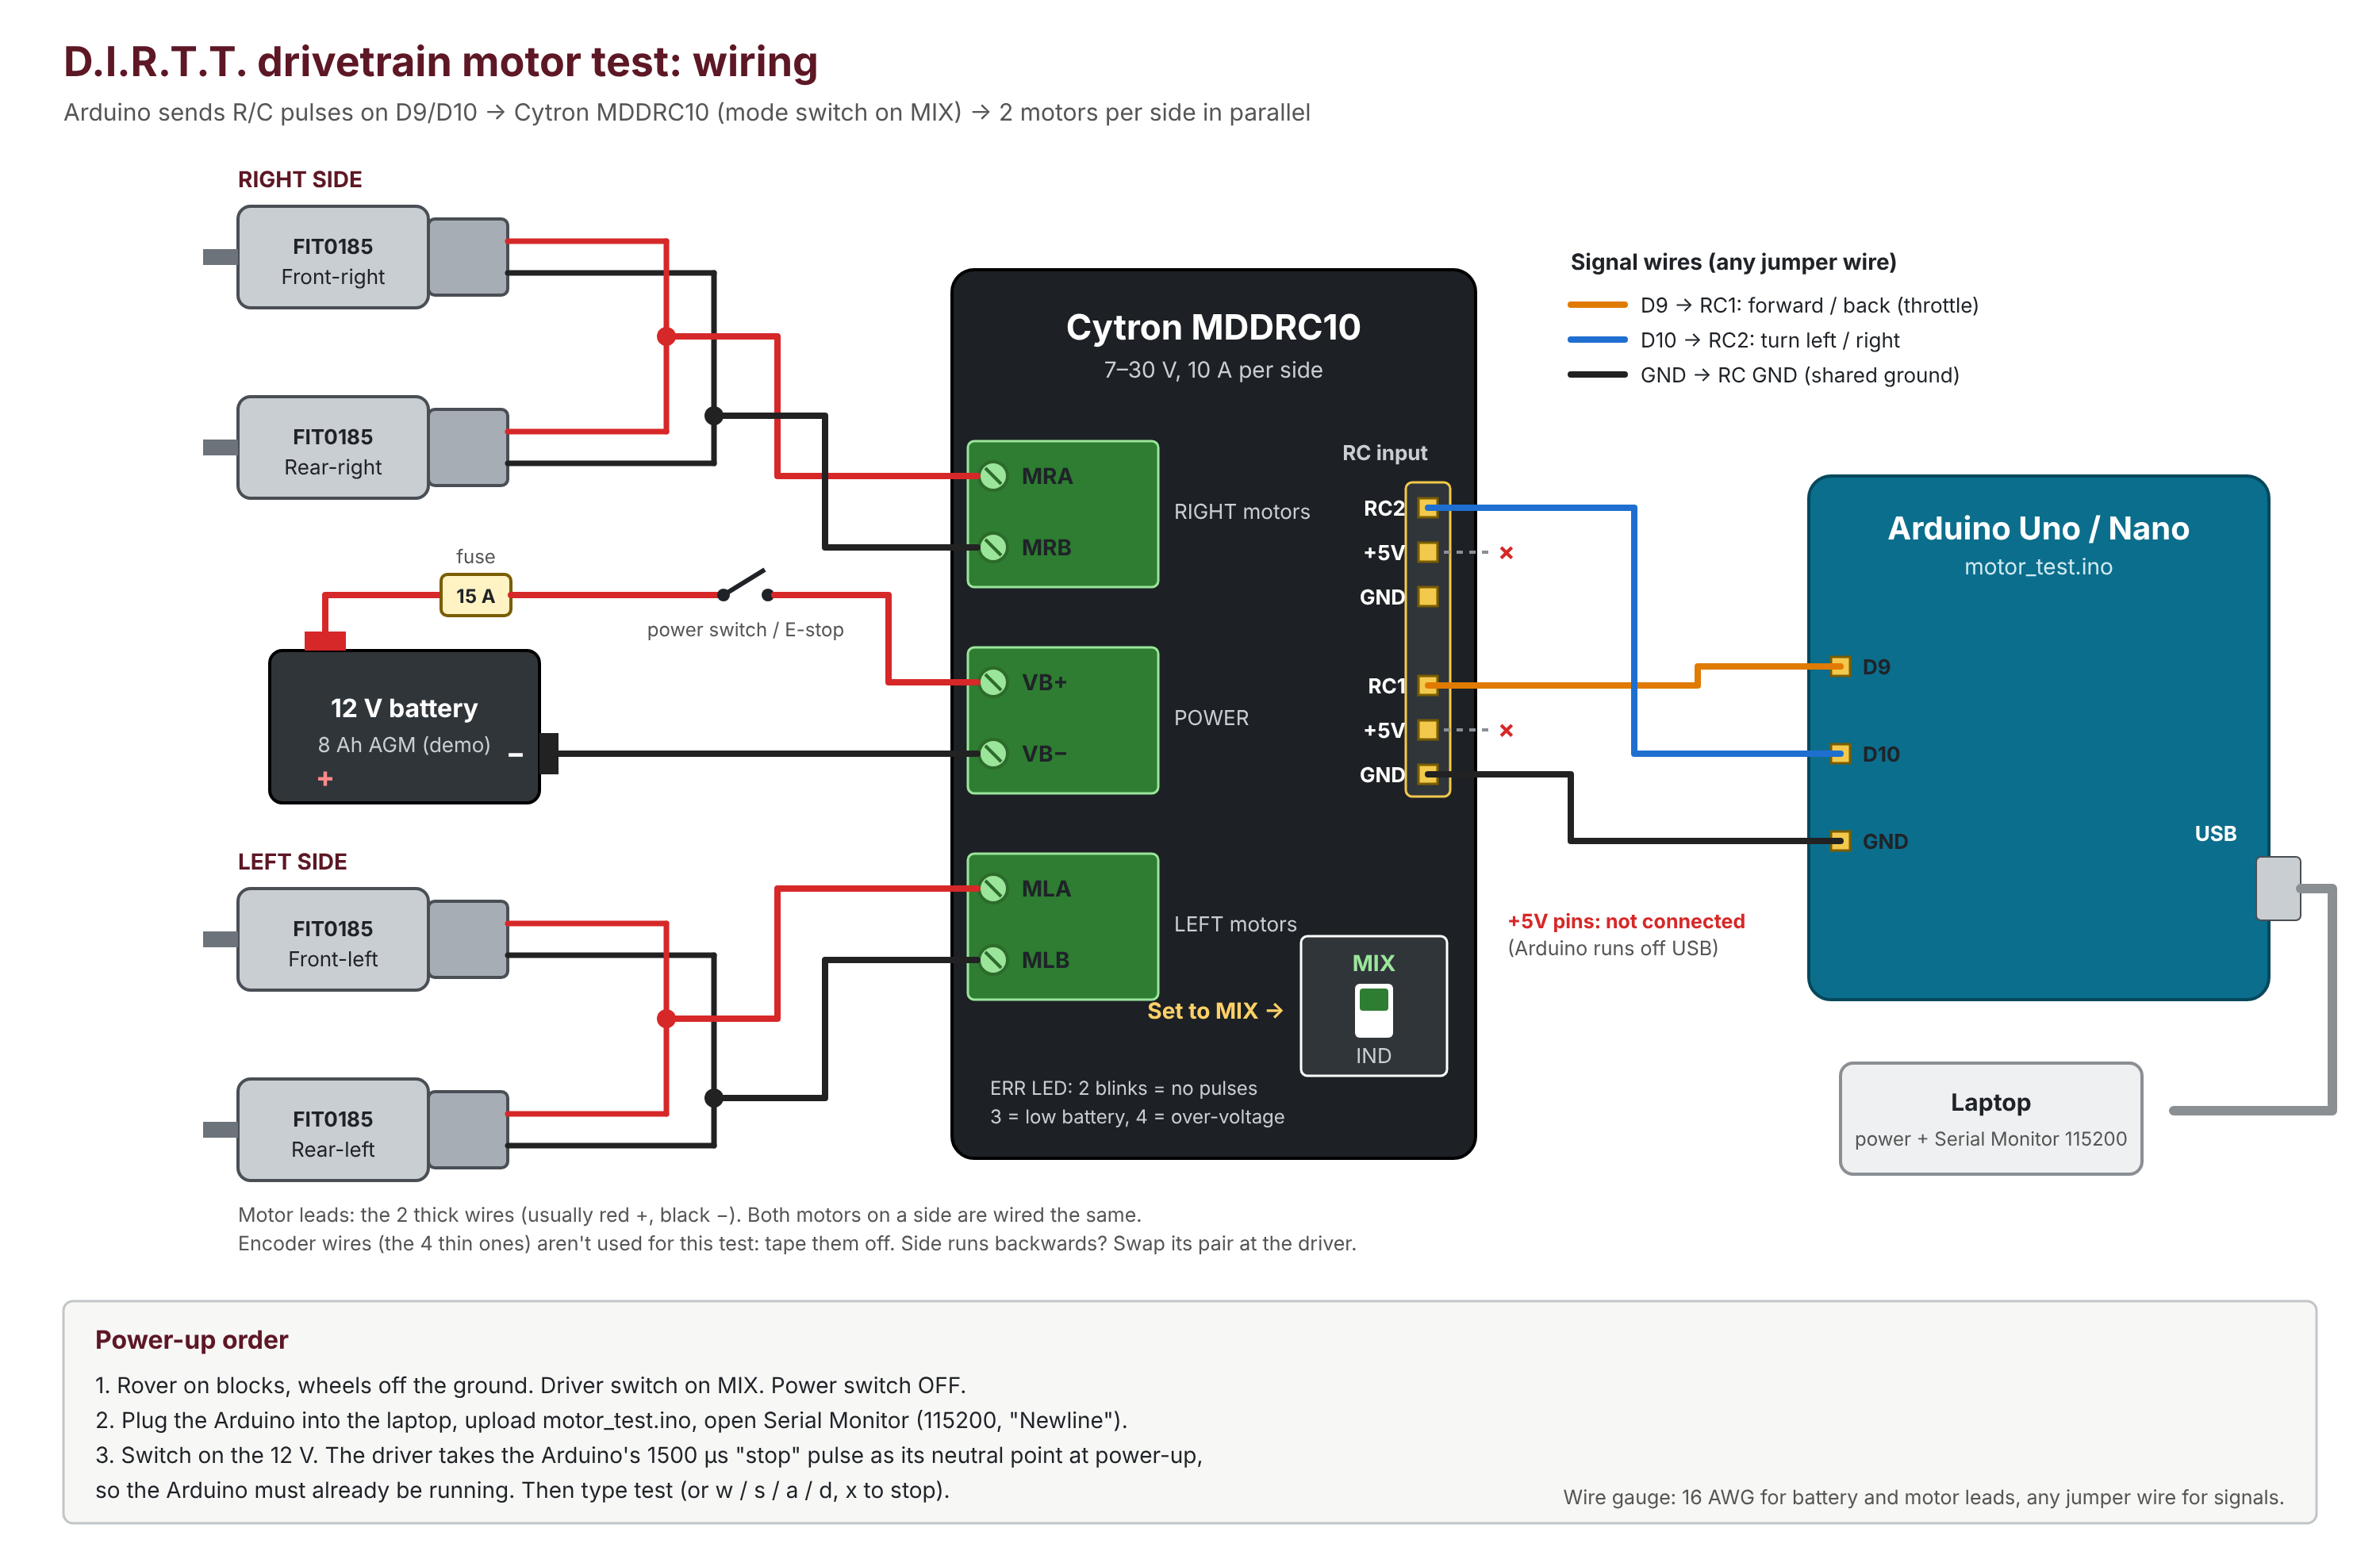 D.I.R.T.T. drivetrain motor test: wiring
Arduino sends R/C pulses on D9/D10 → Cytron MDDRC10 (mode switch on MIX) → 2 motors per side in parallel
RIGHT SIDE
FIT0185
Front-right
FIT0185
Rear-right
fuse
15 A
power switch / E-stop
12 V battery
8 Ah AGM (demo)
−
+
LEFT SIDE
FIT0185
Front-left
FIT0185
Rear-left
Motor leads: the 2 thick wires (usually red +, black −). Both motors on a side are wired the same.
Encoder wires (the 4 thin ones) aren't used for this test: tape them off. Side runs backwards? Swap its pair at the driver.
Cytron MDDRC10
7–30 V, 10 A per side
MRA
MRB
RIGHT motors
VB+
VB−
POWER
MLA
MLB
LEFT motors
RC input
RC2
+5V
×
GND
RC1
+5V
×
GND
Set to MIX →
MIX
IND
ERR LED: 2 blinks = no pulses
3 = low battery, 4 = over-voltage
Signal wires (any jumper wire)
D9 → RC1: forward / back (throttle)
D10 → RC2: turn left / right
GND → RC GND (shared ground)
Arduino Uno / Nano
motor_test.ino
D9
D10
GND
USB
+5V pins: not connected
(Arduino runs off USB)
Laptop
power + Serial Monitor 115200
Power-up order
1. Rover on blocks, wheels off the ground. Driver switch on MIX. Power switch OFF.
2. Plug the Arduino into the laptop, upload motor_test.ino, open Serial Monitor (115200, "Newline").
3. Switch on the 12 V. The driver takes the Arduino's 1500 µs "stop" pulse as its neutral point at power-up,
so the Arduino must already be running. Then type test (or w / s / a / d, x to stop).
Wire gauge: 16 AWG for battery and motor leads, any jumper wire for signals.